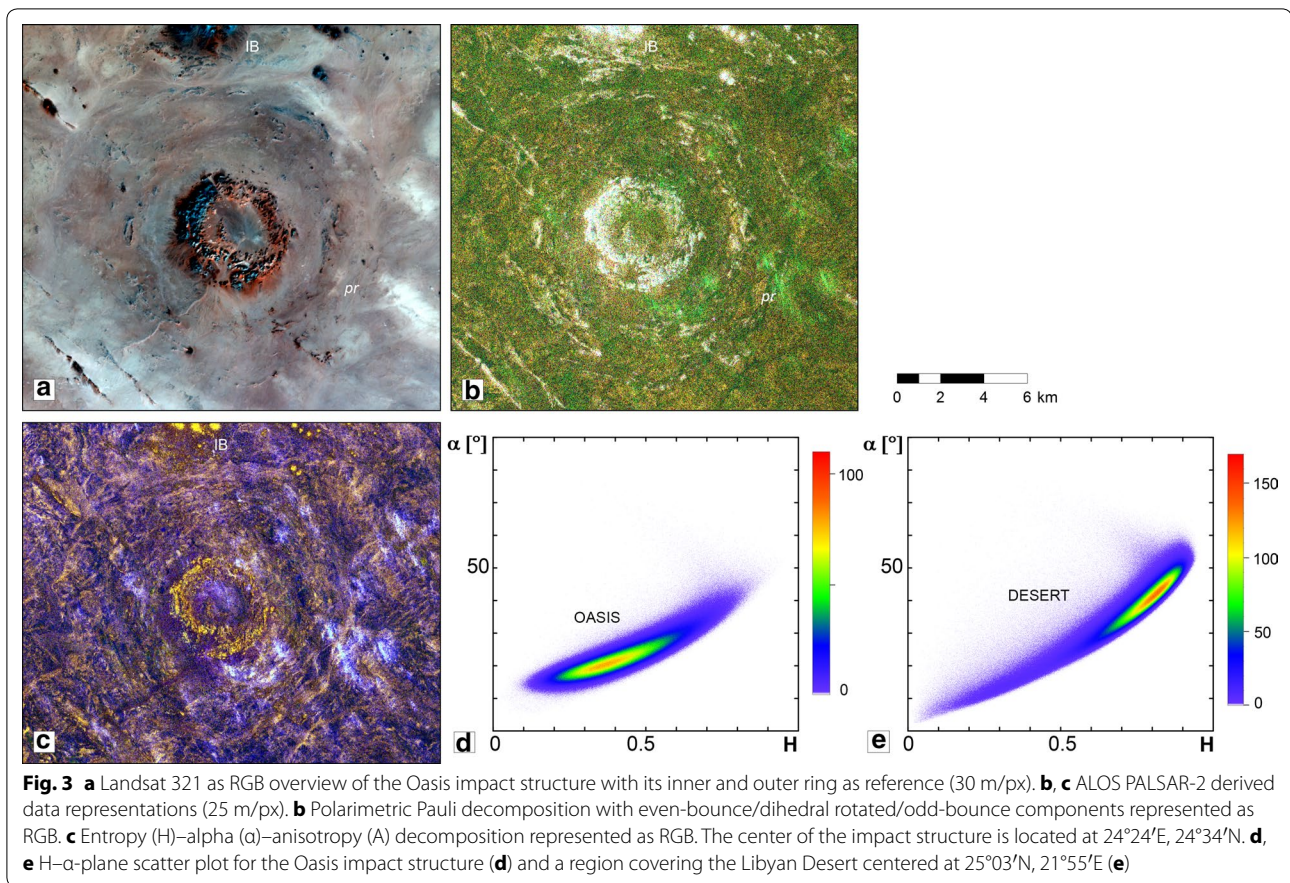 IB
pr
a
IB
pr
b
0 2 4 6 km
IB
c
α [°]
50
OASIS
0 0.5 H
100
0
d
α [°]
50
DESERT
0 0.5 H
150
100
50
0
e
Fig. 3 a Landsat 321 as RGB overview of the Oasis impact structure with its inner and outer ring as reference (30 m/px). b, c ALOS PALSAR-2 derived
data representations (25 m/px). b Polarimetric Pauli decomposition with even-bounce/dihedral rotated/odd-bounce components represented as
RGB. c Entropy (H)–alpha (α)–anisotropy (A) decomposition represented as RGB. The center of the impact structure is located at 24°24′E, 24°34′N. d,
e H–α-plane scatter plot for the Oasis impact structure (d) and a region covering the Libyan Desert centered at 25°03′N, 21°55′E (e)